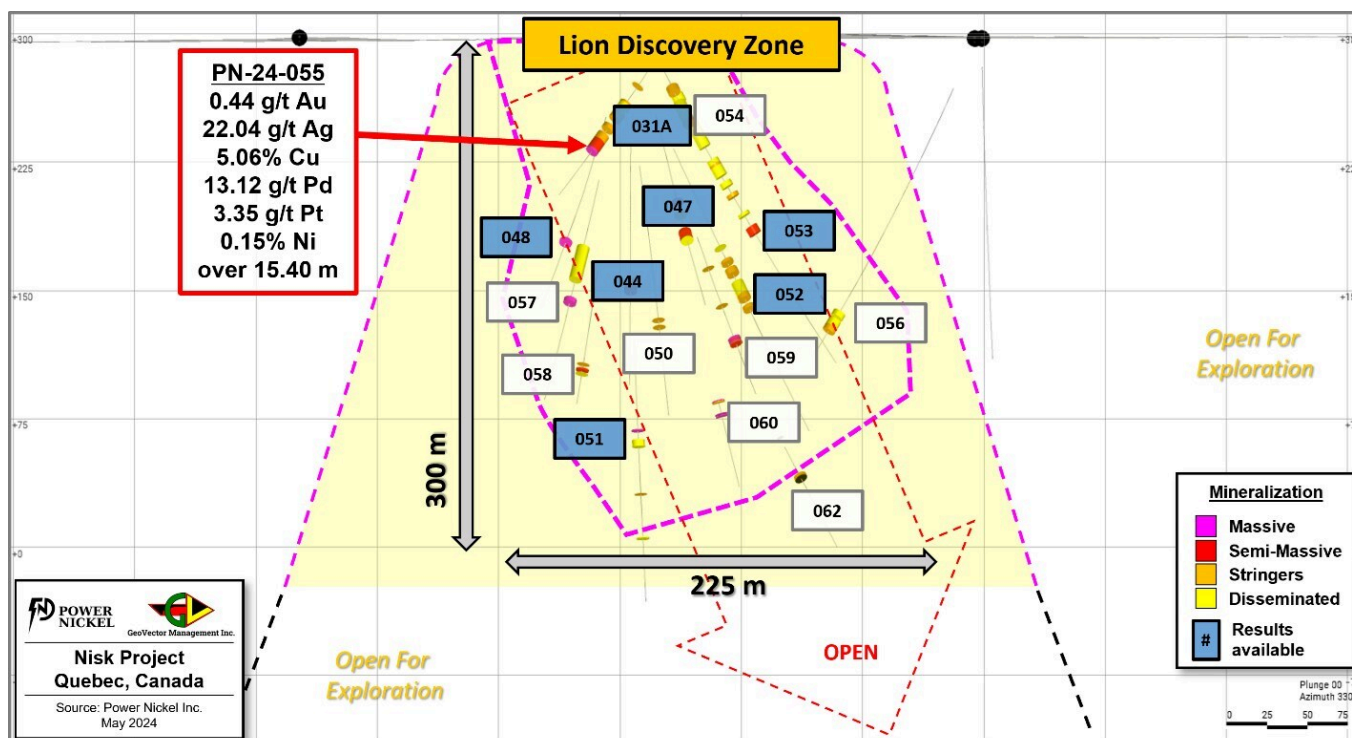 Lion Discovery Zone
+300
PN-24-055
0.44 g/t Au
22.04 g/t Ag
5.06% Cu
13.12 g/t Pd
3.35 g/t Pt
0.15% Ni
over 15.40 m
031A
054
+225
047
048
053
044
052
+150
057
056
050
059
058
Open For
Exploration
+75
060
051
062
300 m
+0
225 m
Mineralization
Massive
Semi-Massive
Stringers
Disseminated
#
Results
available
POWER
NICKEL
GeoVector Management Inc.
Nisk Project
Quebec, Canada
Source: Power Nickel Inc.
May 2024
Open For
Exploration
OPEN
Plunge 00
Azimuth 330
0 25 50 75